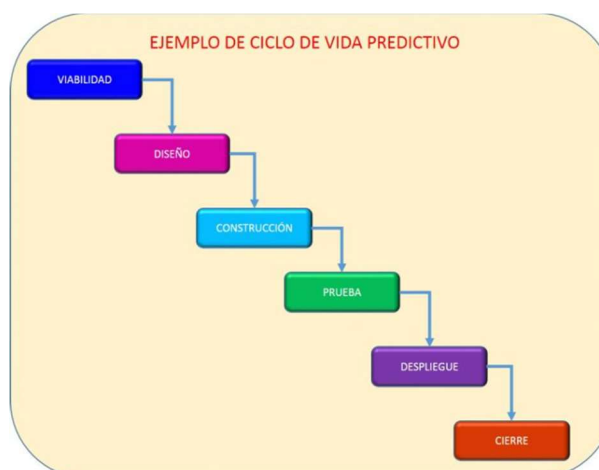 EJEMPLO DE CICLO DE VIDA PREDICTIVO
VIABILIDAD
DISEÑO
CONSTRUCCIÓN
PRUEBA
DESPLIEGUE
CIERRE